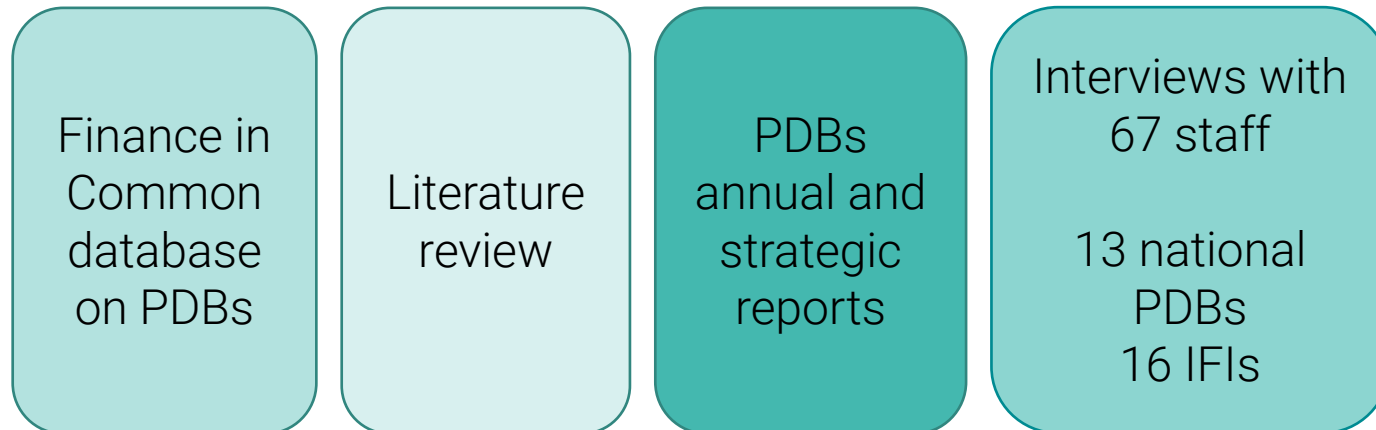 Finance in
Common
database
on PDBs
Literature
review
PDBs
annual and
strategic
reports
Interviews with
67 staff
13 national
PDBs
16 IFIs